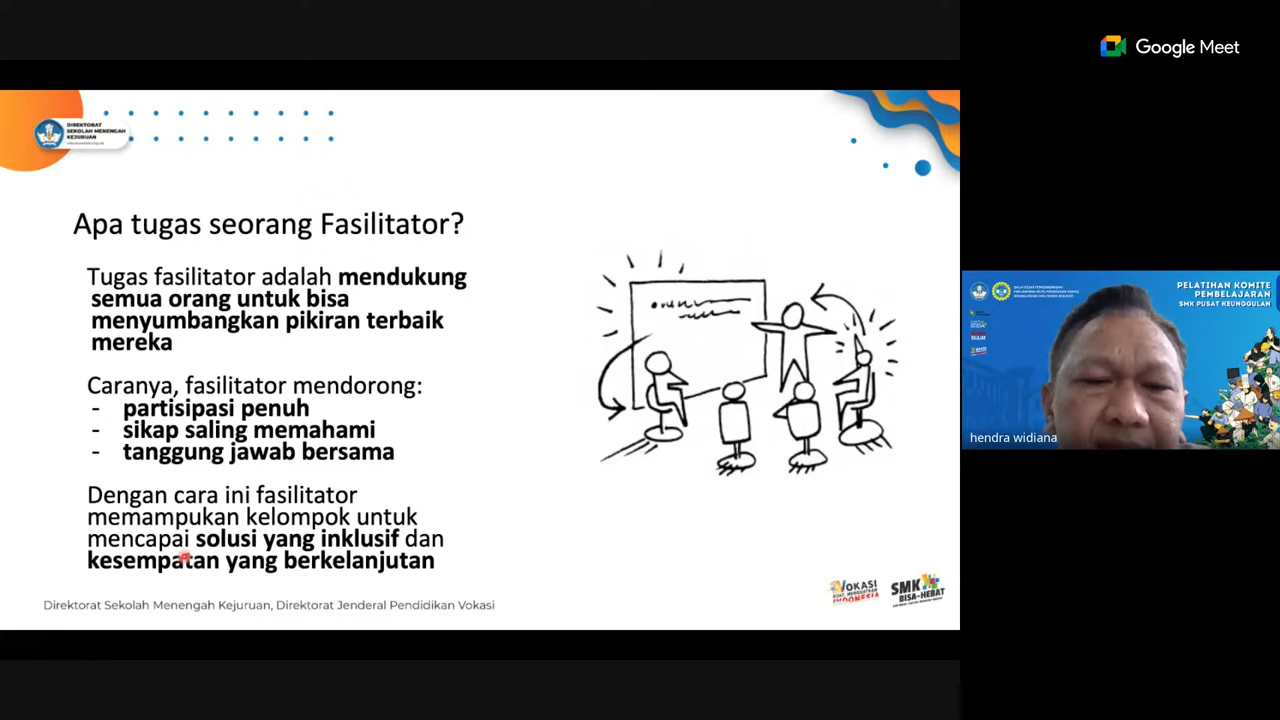 Google Meet
DIREKTORAT
SEKOLAH MENENGAH
KEJURUAN
Apa tugas seorang Fasilitator?
Tugas fasilitator adalah mendukung
semua orang untuk bisa
menyumbangkan pikiran terbaik
mereka
Caranya, fasilitator mendorong:
- partisipasi penuh
- sikap saling memahami
- tanggung jawab bersama
Dengan cara ini fasilitator
memampukan kelompok untuk
mencapai solusi yang inklusif dan
kesempatan yang berkelanjutan
Direktorat Sekolah Menengah Kejuruan, Direktorat Jenderal Pendidikan Vokasi
VOKASI
KUAT, MENGUATKAN
INDONESIA
SMK
BISA-HEBAT
PELATIHAN KOMITE
PEMBELAJARAN
SMK PUSAT KEUNGGULAN
hendra widiana